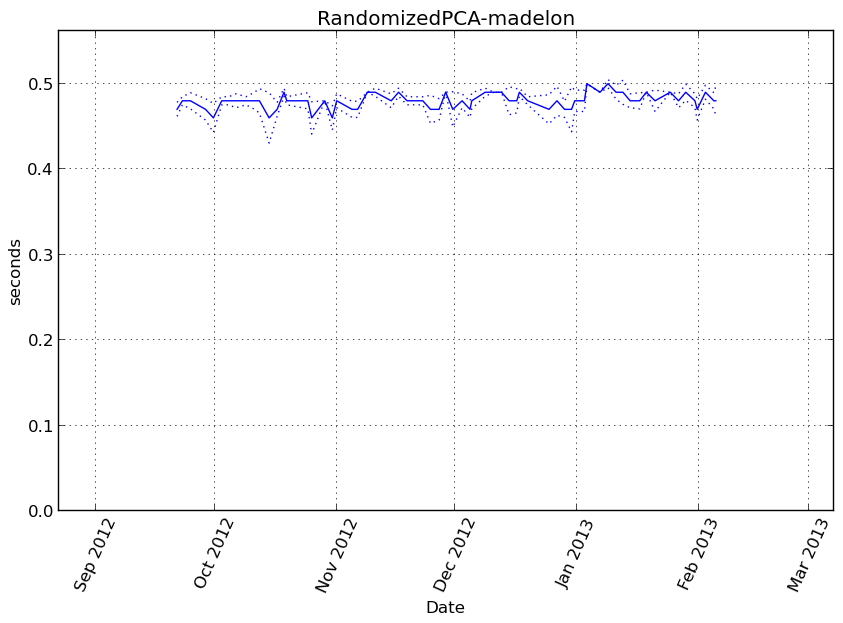 RandomizedPCA-madelon
seconds
0.5
0.4
0.3
0.2
0.1
0.0
Sep 2012
Oct 2012
Nov 2012
Dec 2012
Jan 2013
Feb 2013
Mar 2013
Date